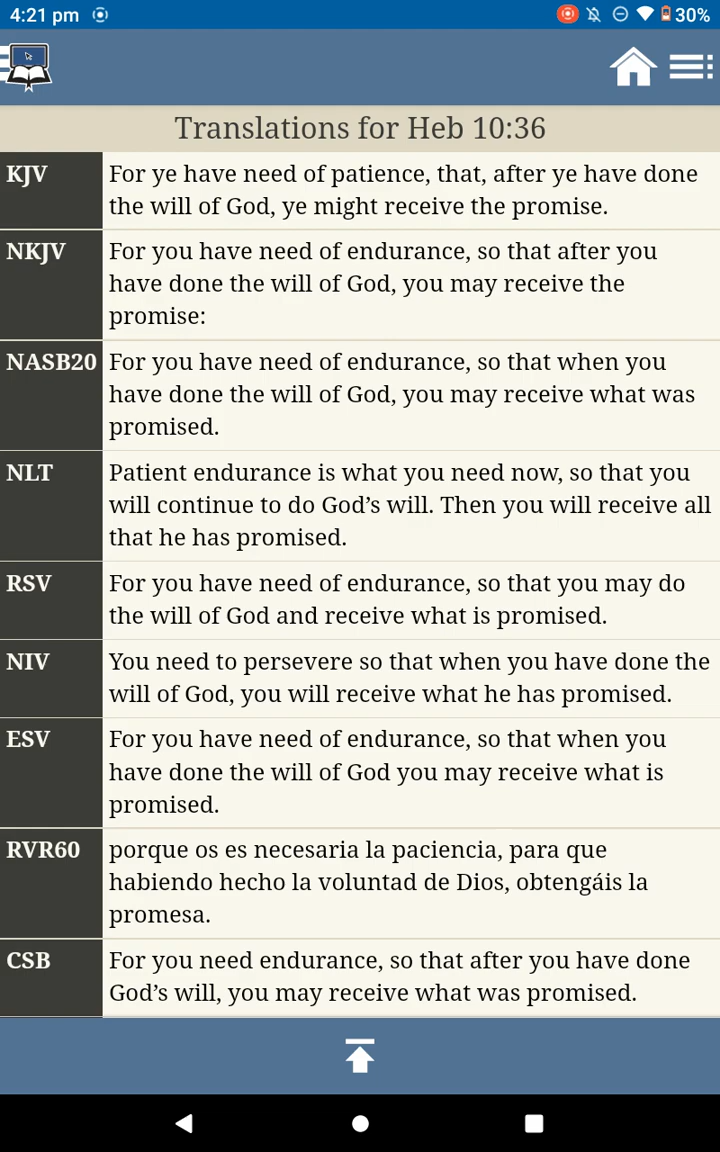 4:21 pm 30%
Translations for Heb 10:36
KJV
For ye have need of patience, that, after ye have done
the will of God, ye might receive the promise.
NKJV
For you have need of endurance, so that after you
have done the will of God, you may receive the
promise:
NASB20
For you have need of endurance, so that when you
have done the will of God, you may receive what was
promised.
NLT
Patient endurance is what you need now, so that you
will continue to do God’s will. Then you will receive all
that he has promised.
RSV
For you have need of endurance, so that you may do
the will of God and receive what is promised.
NIV
You need to persevere so that when you have done the
will of God, you will receive what he has promised.
ESV
For you have need of endurance, so that when you
have done the will of God you may receive what is
promised.
RVR60
porque os es necesaria la paciencia, para que
habiendo hecho la voluntad de Dios, obtengáis la
promesa.
CSB
For you need endurance, so that after you have done
God’s will, you may receive what was promised.